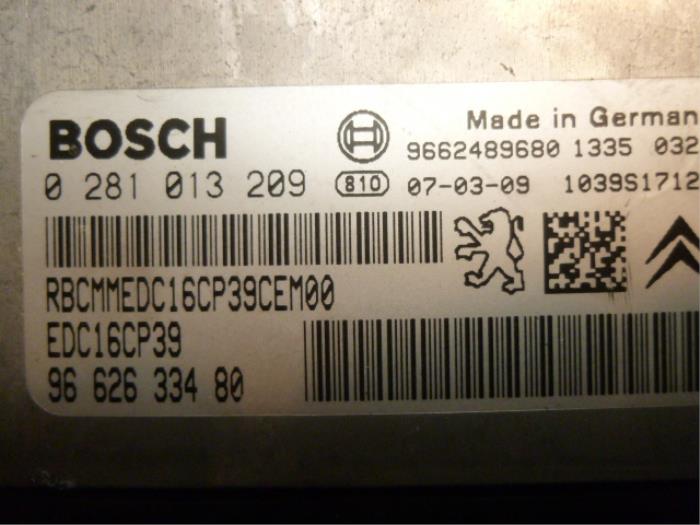 BOSCH
Made in German
9662489680 1335 032
0 281 013 209 810 07-03-09 1039S1712
RBCMMEDC16CP39CEM00
EDC16CP39
96 626 334 80